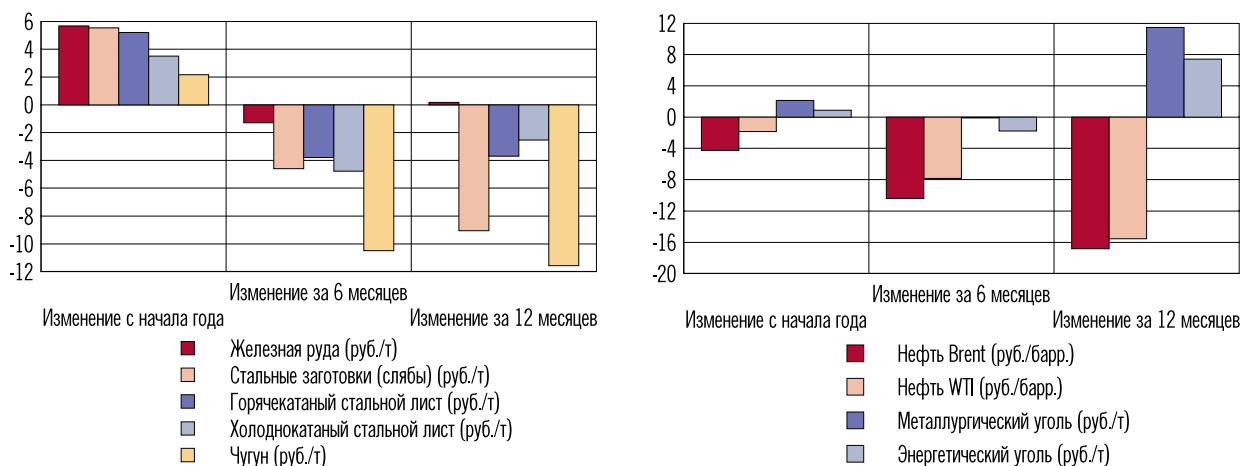 6
4
2
0
-2
-4
-6
-8
-10
-12
Изменение с начала года
Изменение за 6 месяцев
Изменение за 12 месяцев
Железная руда (руб./т)
Стальные заготовки (слябы) (руб./т)
Горячекатаный стальной лист (руб./т)
Холоднокатаный стальной лист (руб./т)
Чугун (руб./т)
12
8
4
0
-4
-8
-12
-16
-20
Изменение с начала года
Изменение за 6 месяцев
Изменение за 12 месяцев
Нефть Brent (руб./барр.)
Нефть WTI (руб./барр.)
Металлургический уголь (руб./т)
Энергетический уголь (руб./т)